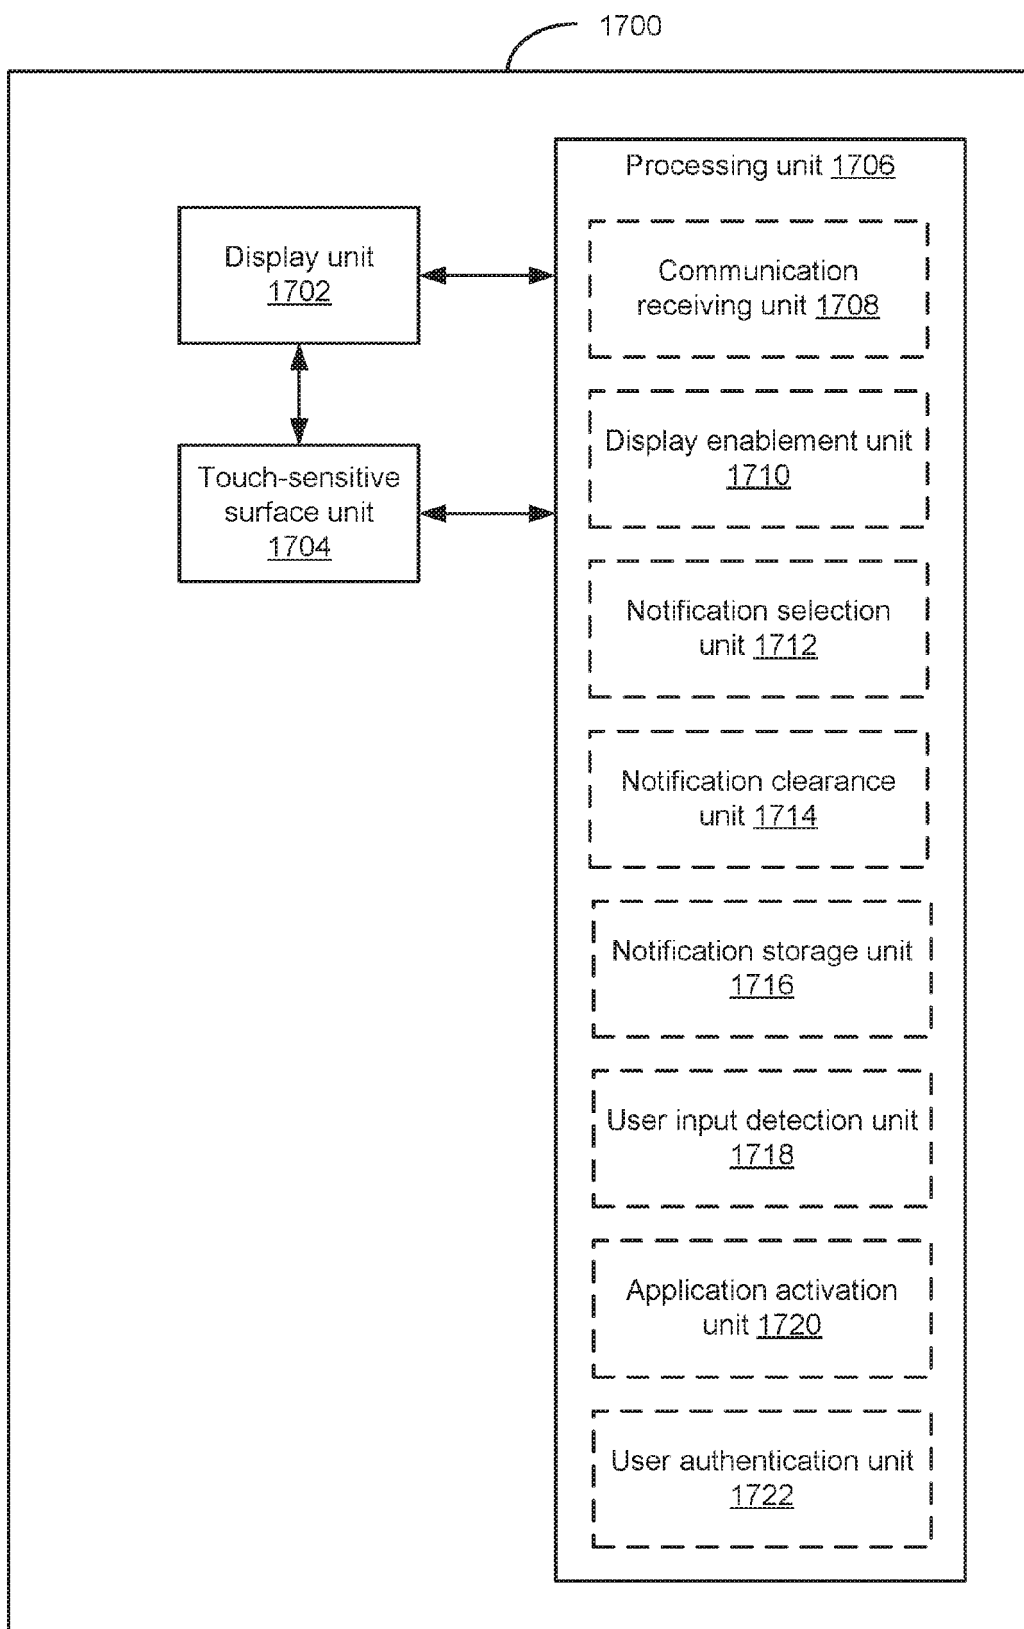 1700
Processing unit 1706
Display unit
1702
Touch-sensitive
surface unit
1704
Communication
receiving unit 1708
Display enablement unit
1710
Notification selection
unit 1712
Notification clearance
unit 1714
Notification storage unit
1716
User input detection unit
1718
Application activation
unit 1720
User authentication unit
1722